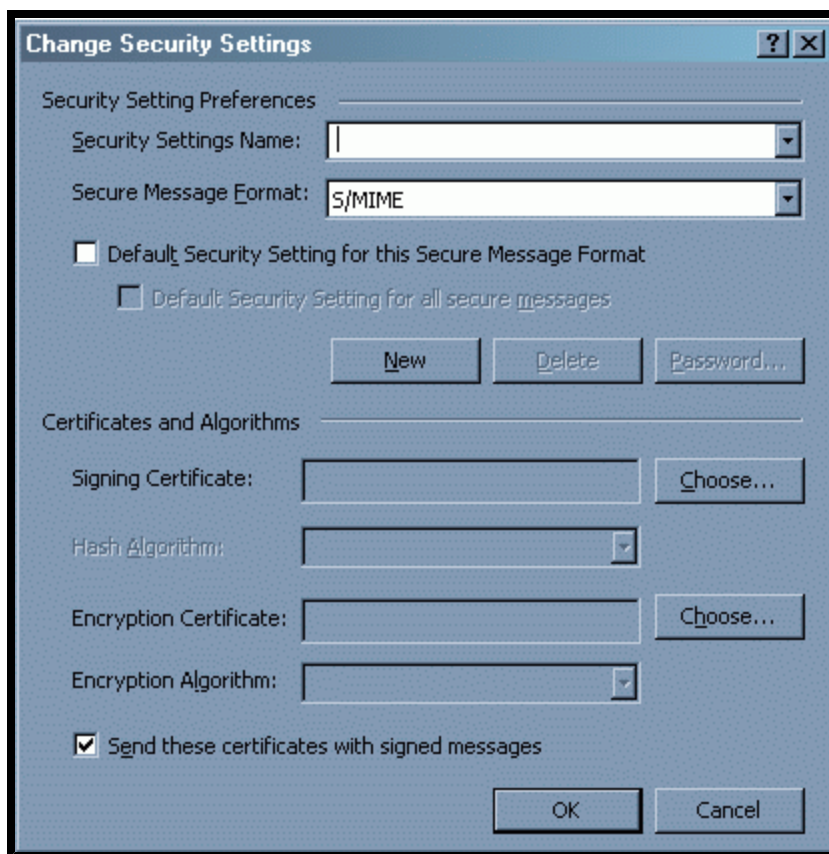 Change Security Settings
Security Setting Preferences
Security Settings Name:
Secure Message Format: S/MIME
Default Security Setting for this Secure Message Format
Default Security Setting for all secure messages
New Delete Password...
Certificates and Algorithms
Signing Certificate: Choose...
Hash Algorithm:
Encryption Certificate: Choose...
Encryption Algorithm:
Send these certificates with signed messages
OK Cancel